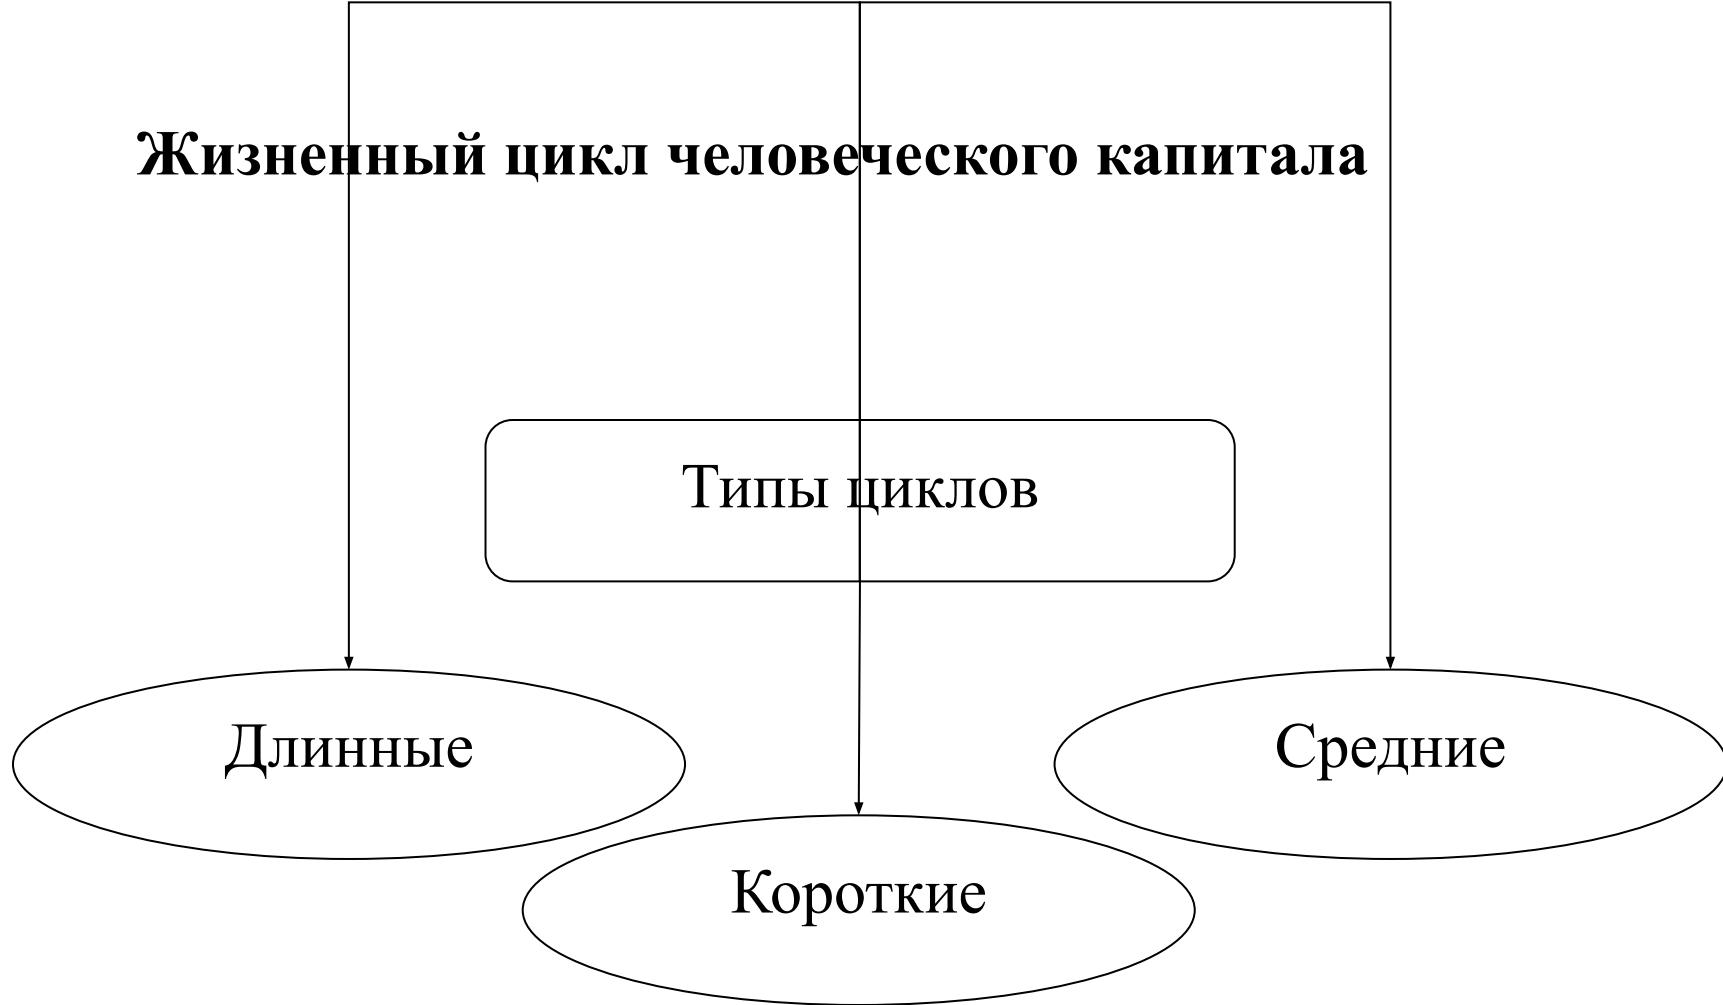 Жизненный цикл человеческого капитала
Типы циклов
Длинные
Средние
Короткие